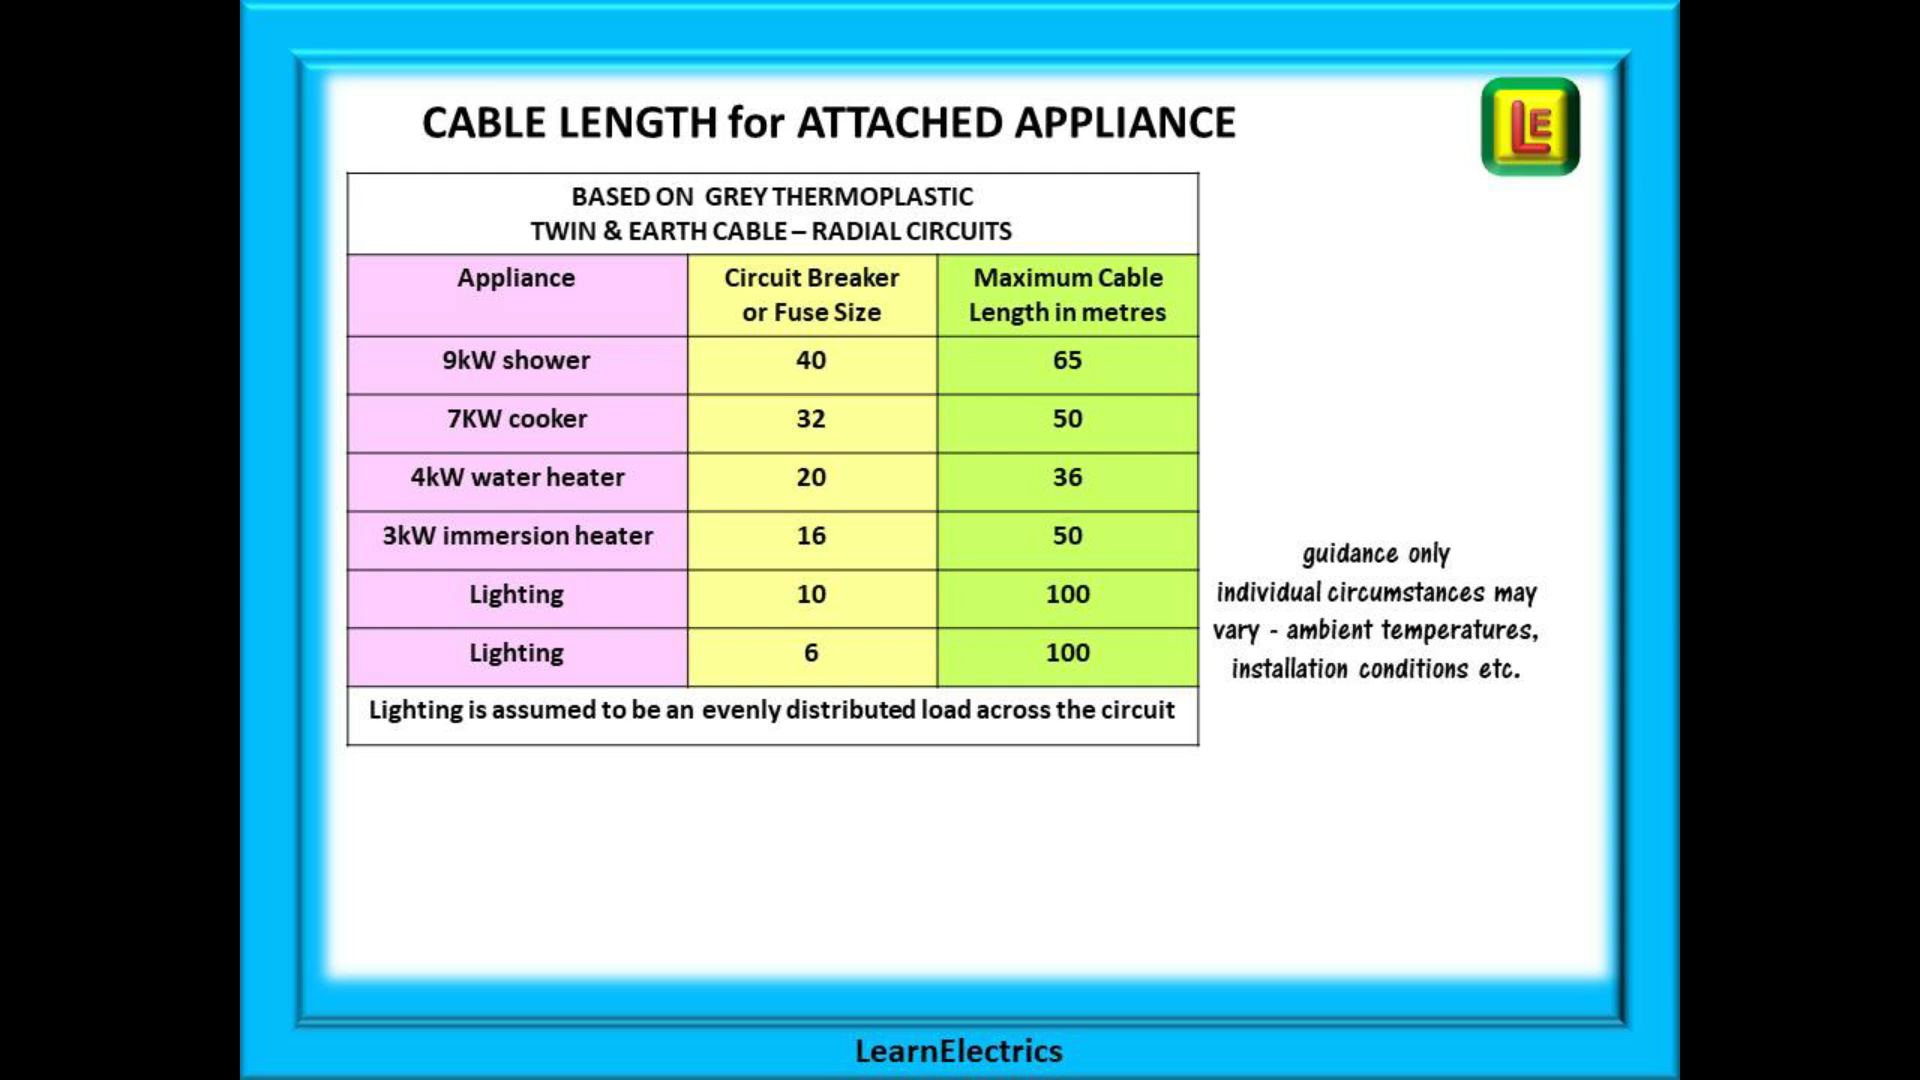 CABLE LENGTH for ATTACHED APPLIANCE
LE
BASED ON GREY THERMOPLASTIC
TWIN & EARTH CABLE – RADIAL CIRCUITS
Appliance
Circuit Breaker
or Fuse Size
Maximum Cable
Length in metres
9kW shower 40 65
7KW cooker 32 50
4kW water heater 20 36
3kW immersion heater 16 50
Lighting 10 100
Lighting 6 100
Lighting is assumed to be an evenly distributed load across the circuit
guidance only
individual circumstances may
vary - ambient temperatures,
installation conditions etc.
LearnElectrics